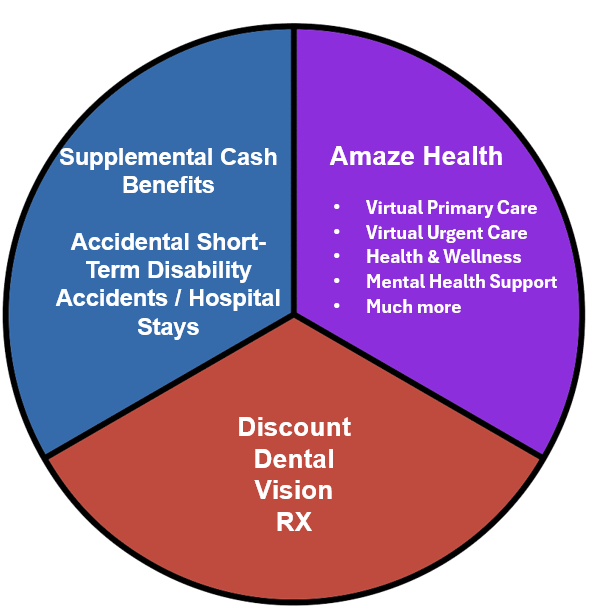 Supplemental Cash
Benefits
Accidental Short-
Term Disability
Accidents / Hospital
Stays
Amaze Health
• Virtual Primary Care
• Virtual Urgent Care
• Health & Wellness
• Mental Health Support
• Much more
Discount
Dental
Vision
RX